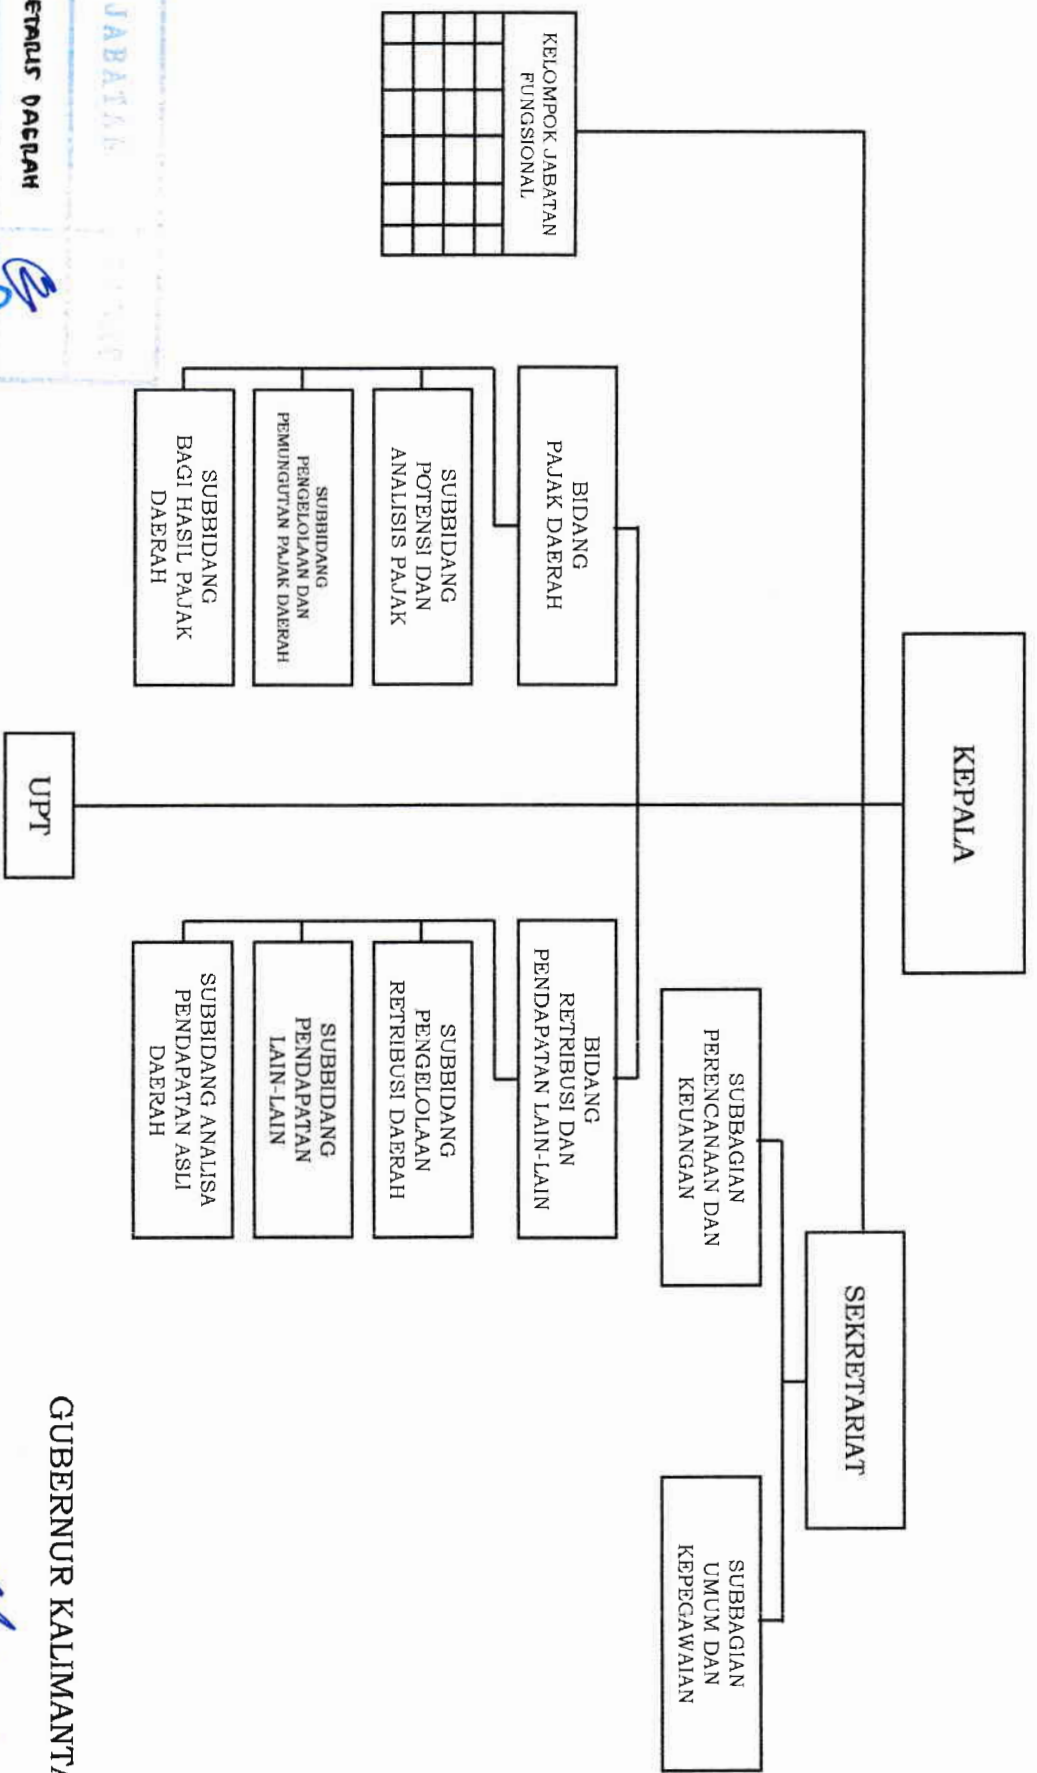 KEPALA
SEKRETARIAT
SUBBAGIAN
PERENCANAAN DAN
KEUANGAN
SUBBAGIAN
UMUM DAN
KEPEGAWAIAN
KELOMPOK JABATAN
FUNGSIONAL
BIDANG
PAJAK DAERAH
SUBBIDANG
POTENSI DAN
ANALISIS PAJAK
SUBBIDANG
PENGELOLAAN DAN
PEMUNGUTAN PAJAK DAERAH
SUBBIDANG
BAGI HASIL PAJAK
DAERAH
BIDANG
RETRIBUSI DAN
PENDAPATAN LAIN-LAIN
SUBBIDANG
PENGELOLAAN
RETRIBUSI DAERAH
SUBBIDANG
PENDAPATAN
LAIN-LAIN
SUBBIDANG ANALISA
PENDAPATAN ASLI
DAERAH
UPT
JABATAN
ETARIS DAERAH
GUBERNUR KALIMANTA